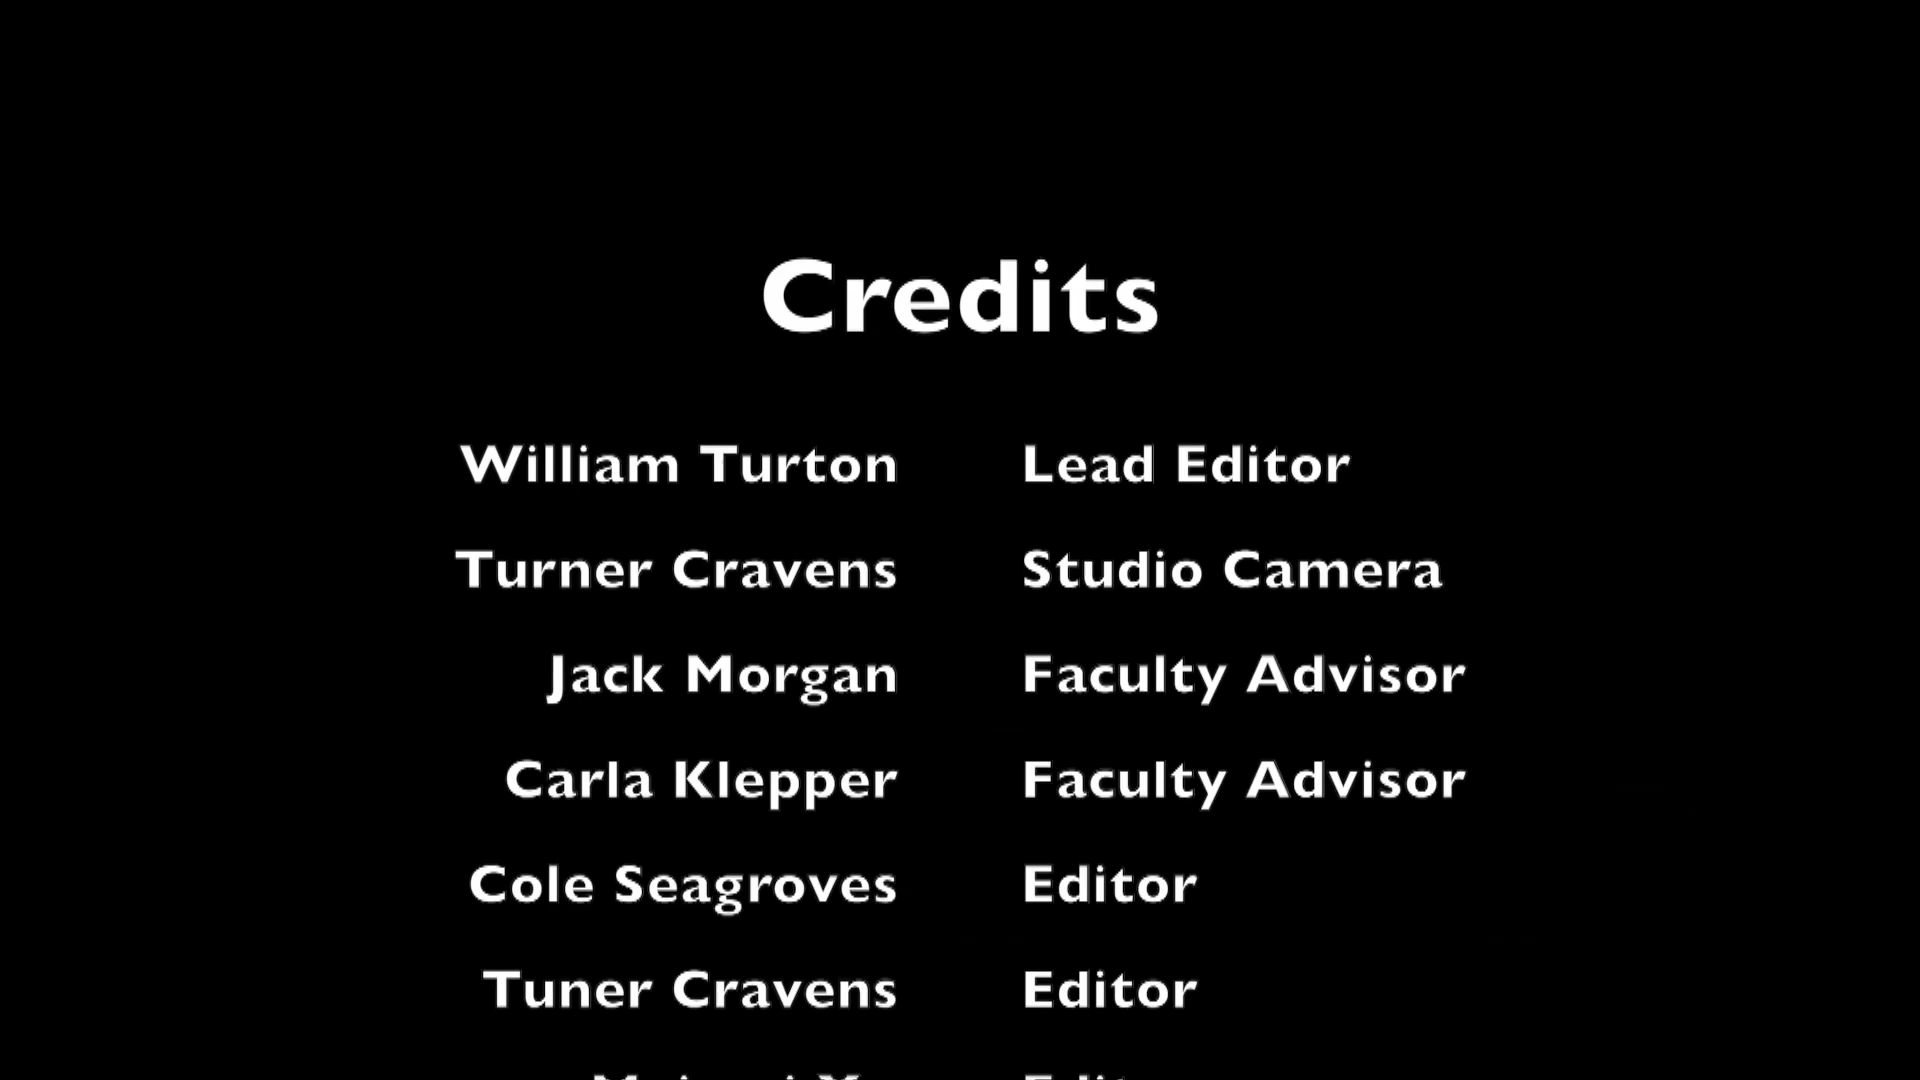 Credits
William Turton Lead Editor
Turner Cravens Studio Camera
Jack Morgan Faculty Advisor
Carla Klepper Faculty Advisor
Cole Seagroves Editor
Tuner Cravens Editor